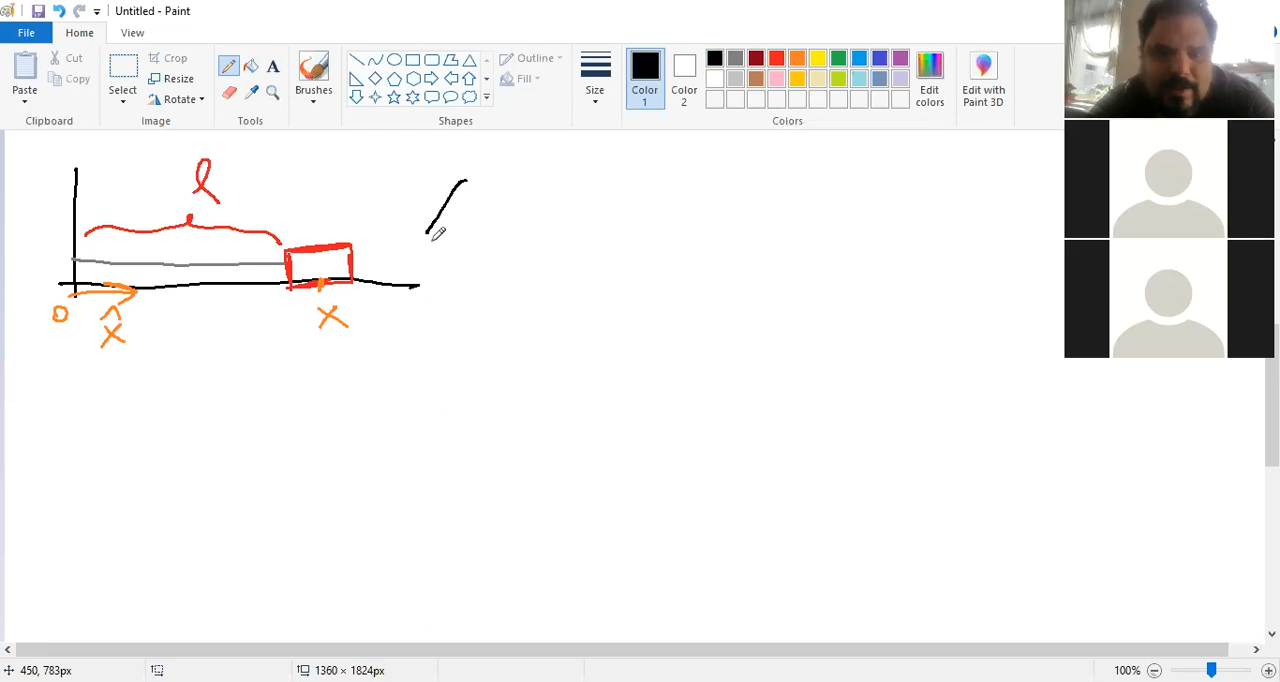 Untitled - Paint
File
Home
View
Paste
Cut
Copy
Clipboard
Select
Crop
Resize
Rotate
Image
A
Tools
Brushes
Outline
Fill
Shapes
Size
Color 1
Color 2
Edit colors
Edit with Paint 3D
Colors
l
0
x̂
x
450, 783px
1360 × 1824px
100%